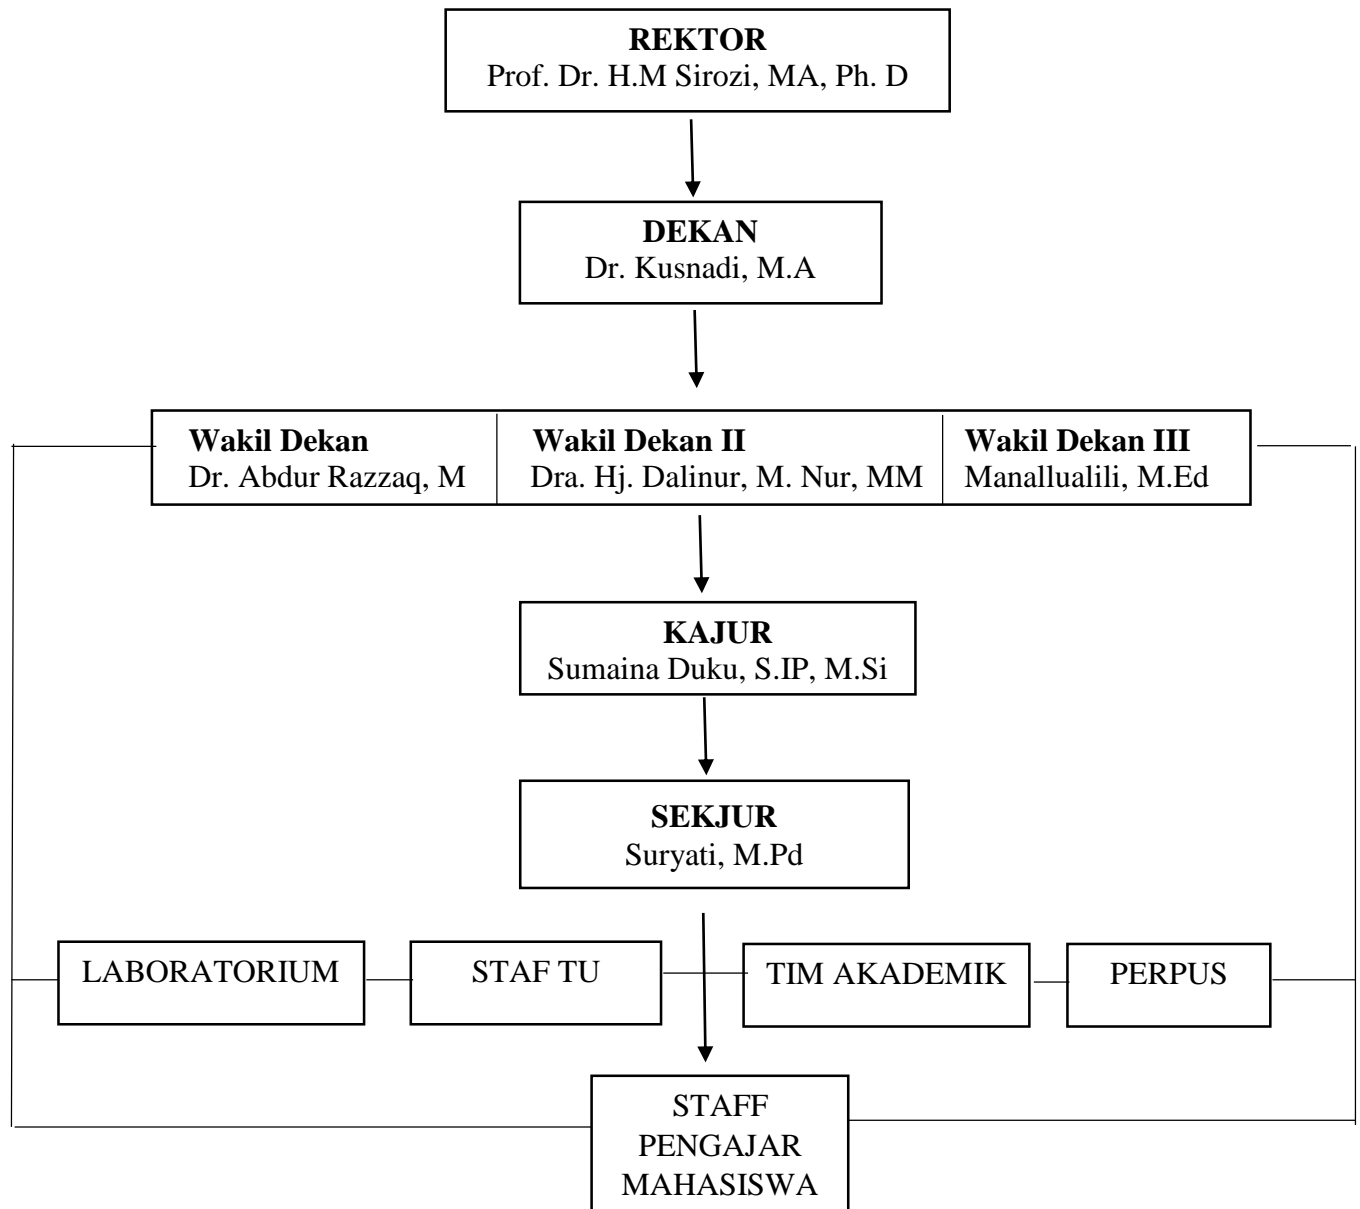 REKTOR
Prof. Dr. H.M Sirozi, MA, Ph. D
DEKAN
Dr. Kusnadi, M.A
Wakil Dekan
Dr. Abdur Razzaq, M
Wakil Dekan II
Dra. Hj. Dalinur, M. Nur, MM
Wakil Dekan III
Manallualili, M.Ed
KAJUR
Sumaina Duku, S.IP, M.Si
SEKJUR
Suryati, M.Pd
LABORATORIUM
STAF TU
TIM AKADEMIK
PERPUS
STAFF
PENGAJAR
MAHASISWA